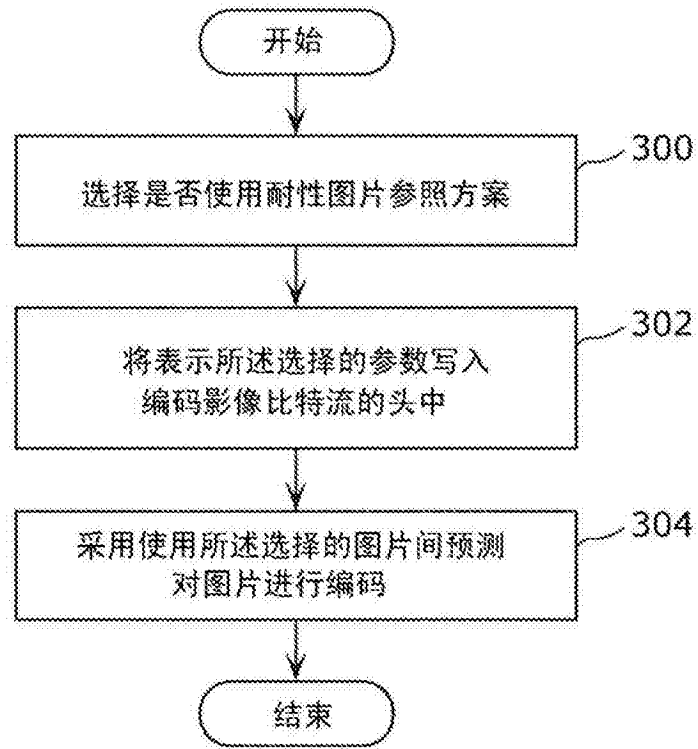 开始
300
选择是否使用耐性图片参照方案
302
将表示所述选择的参数写入
编码影像比特流的头中
304
采用使用所述选择的图片间预测
对图片进行编码
结束